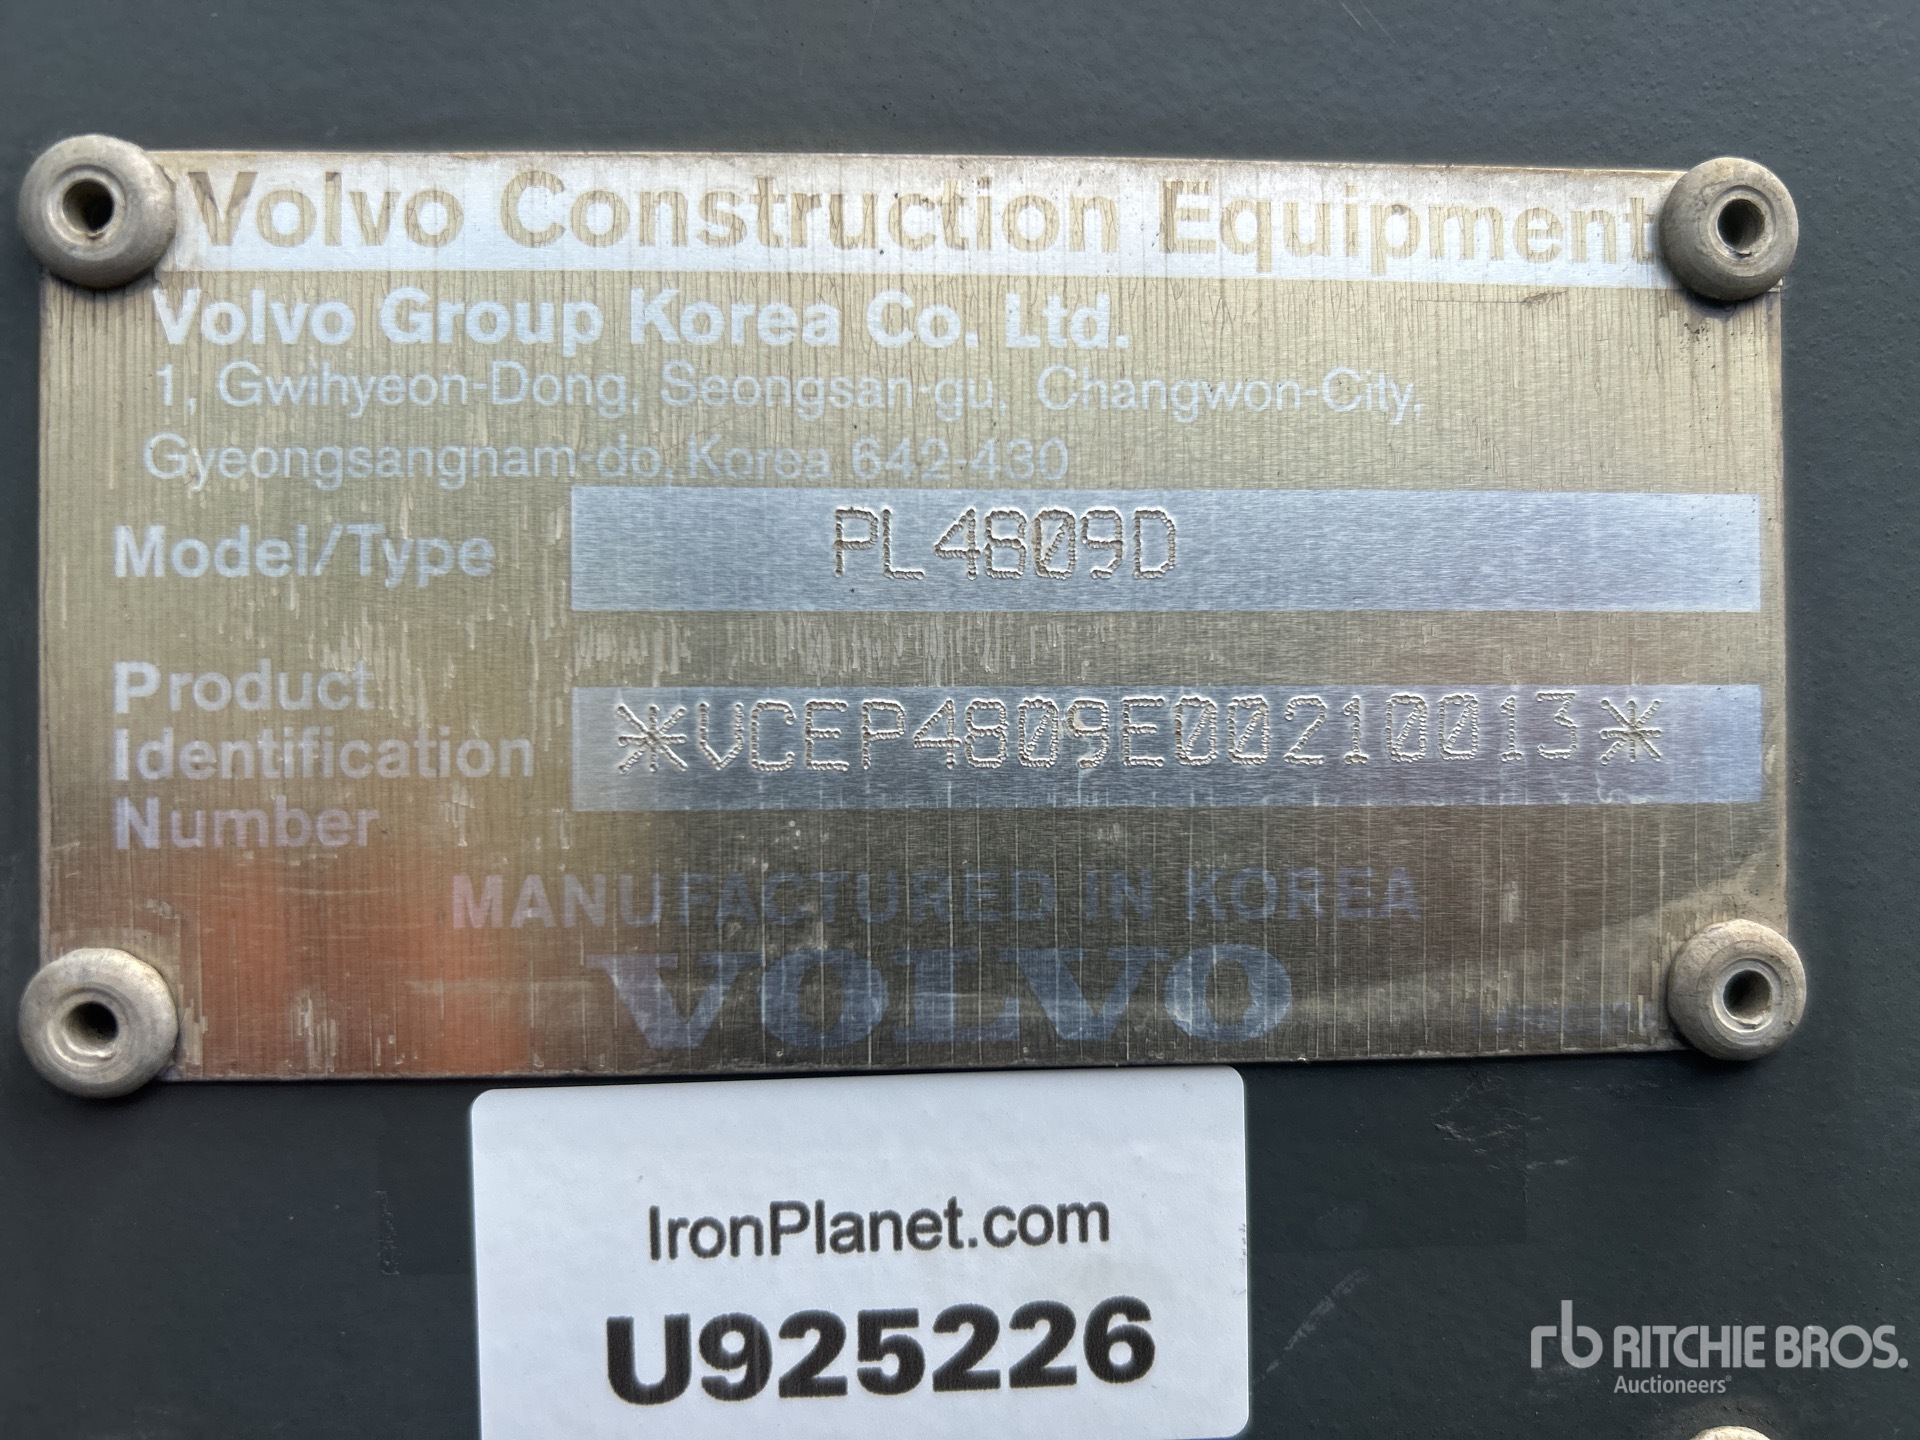 Volvo Construction Equipment
Volvo Group Korea Co. Ltd.
1, Gwihyeon-Dong, Seongsan-gu, Changwon-City,
Gyeongsangnam-do, Korea 642-430
Model/Type PL4809D
Product
Identification
Number
*VCEP4809E00210013*
MANUFACTURED IN KOREA
VOLVO
IronPlanet.com
U925226
rb RITCHIE BROS.
Auctioneers